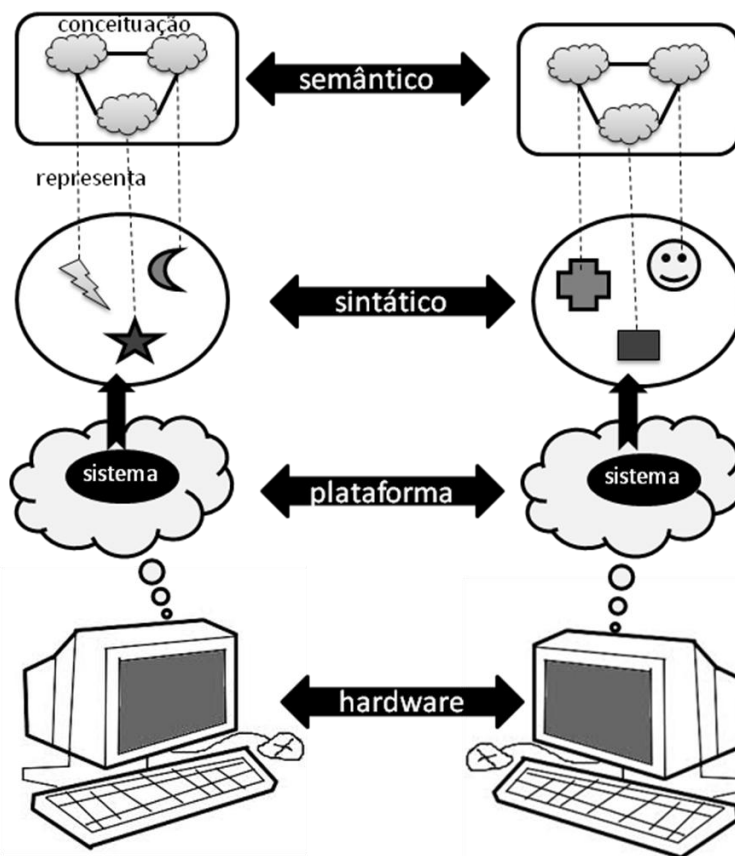 conceituação
semântico
representa
sintático
sistema
sistema
plataforma
hardware